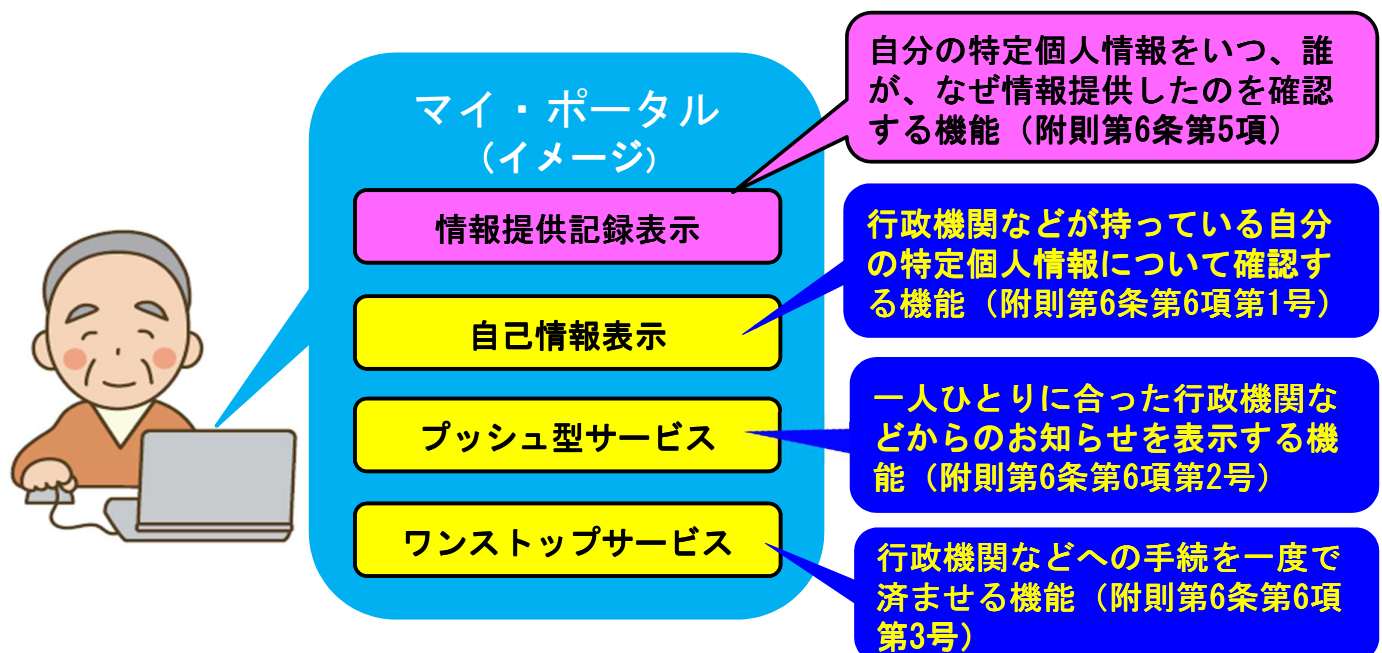 マイ・ポータル
（イメージ）
情報提供記録表示
自己情報表示
プッシュ型サービス
ワンストップサービス
自分の特定個人情報をいつ、誰
が、なぜ情報提供したのを確認
する機能（附則第6条第5項）
行政機関などが持っている自分
の特定個人情報について確認す
る機能（附則第6条第6項第1号）
一人ひとりに合った行政機関な
どからのお知らせを表示する機
能（附則第6条第6項第2号）
行政機関などへの手続を一度で
済ませる機能（附則第6条第6項
第3号）